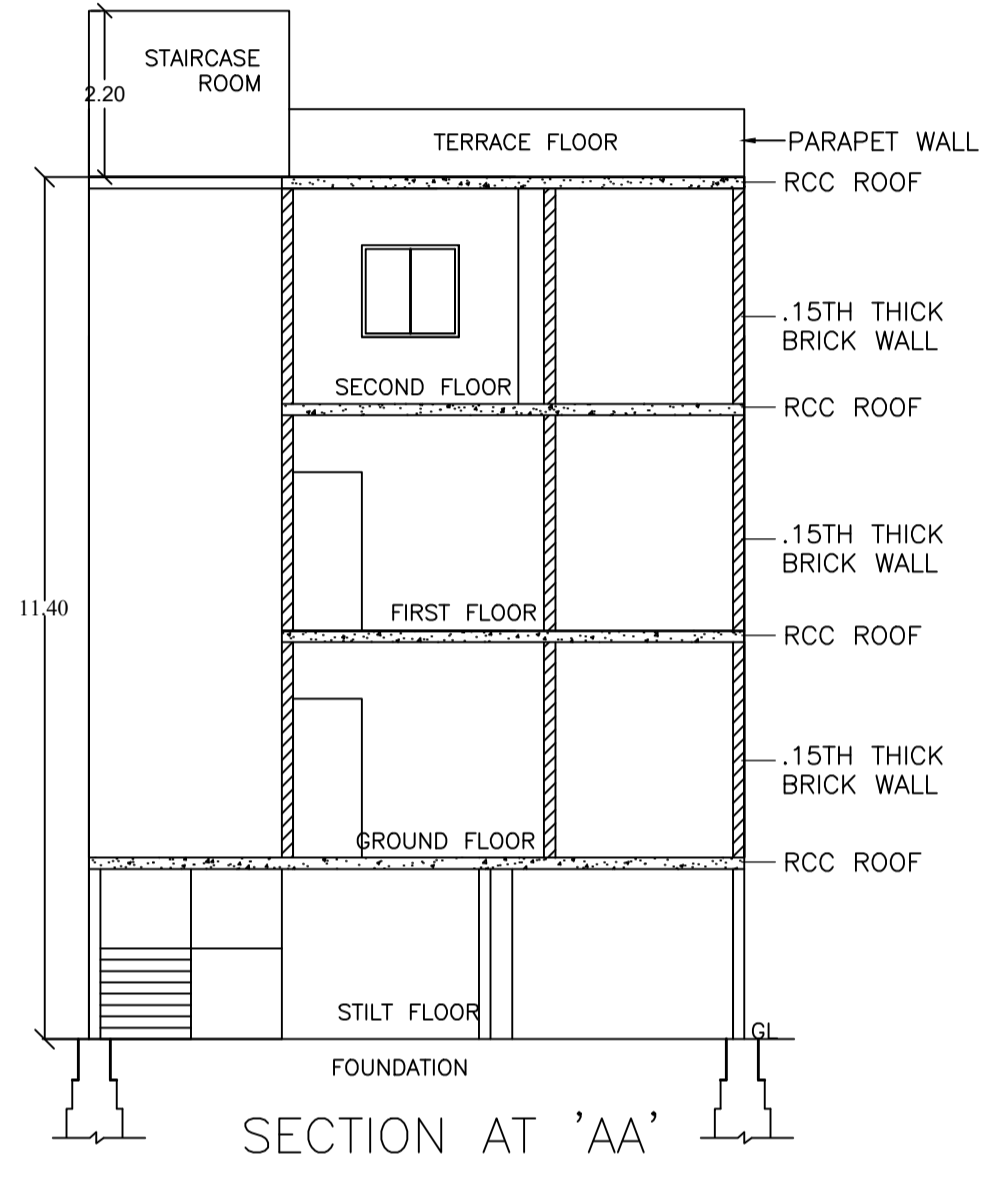 STAIRCASE
ROOM
2.20
TERRACE FLOOR
PARAPET WALL
RCC ROOF
.15TH THICK
BRICK WALL
SECOND FLOOR
RCC ROOF
.15TH THICK
BRICK WALL
11.40
FIRST FLOOR
RCC ROOF
.15TH THICK
BRICK WALL
GROUND FLOOR
RCC ROOF
STILT FLOOR
GL
FOUNDATION
SECTION AT 'AA'